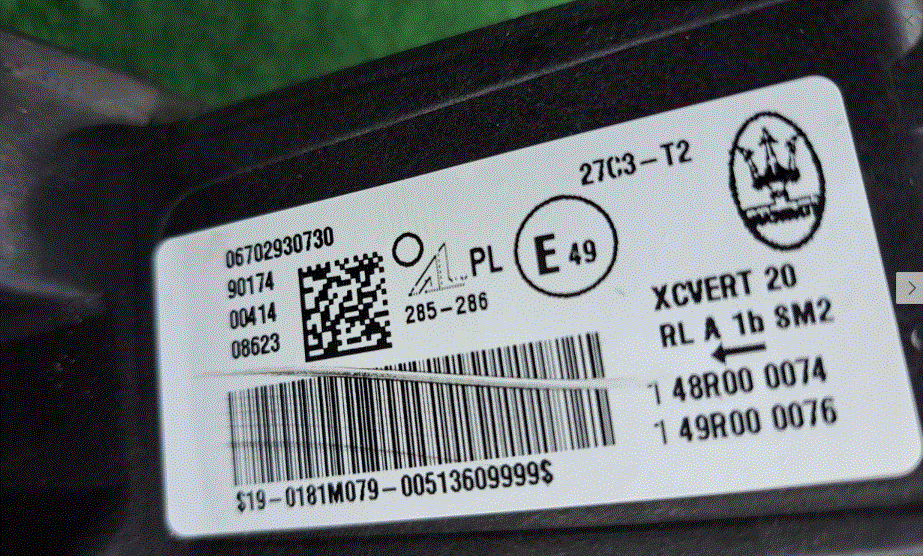 27C3-T2
06702930730
90174
00414
08623
PL
285-286
E 49
XCVERT 20
RL A 1b SM2
1 48R00 0074
1 49R00 0076
$19-0181M079-00513609999$